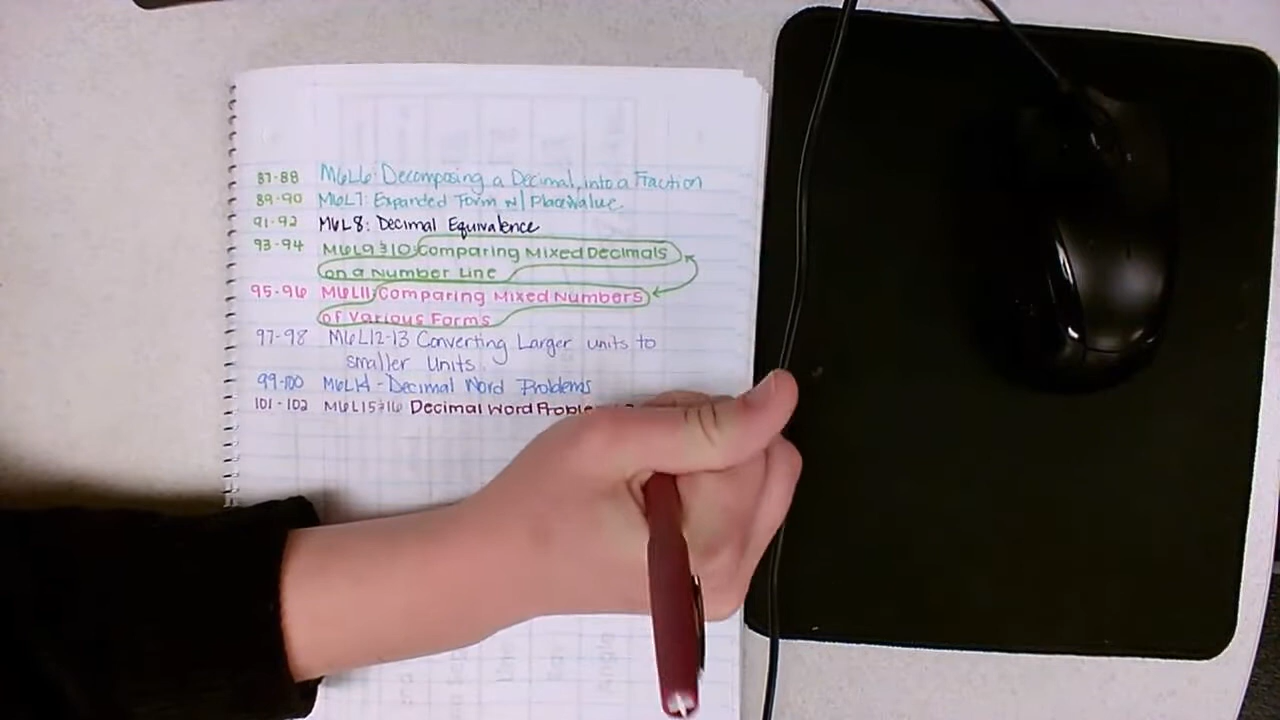 87-88 M6L6: Decomposing a Decimal into a Fraction
89-90 M6L7: Expanded Form w/ Place Value
91-92 M6L8: Decimal Equivalence
93-94 M6L9&10: Comparing Mixed Decimals
on a Number Line
95-96 M6L11: Comparing Mixed Numbers
of Various Forms
97-98 M6L12-13 Converting Larger units to
smaller units.
99-100 M6L14 - Decimal Word Problems
101-102 M6L15&16 Decimal Word